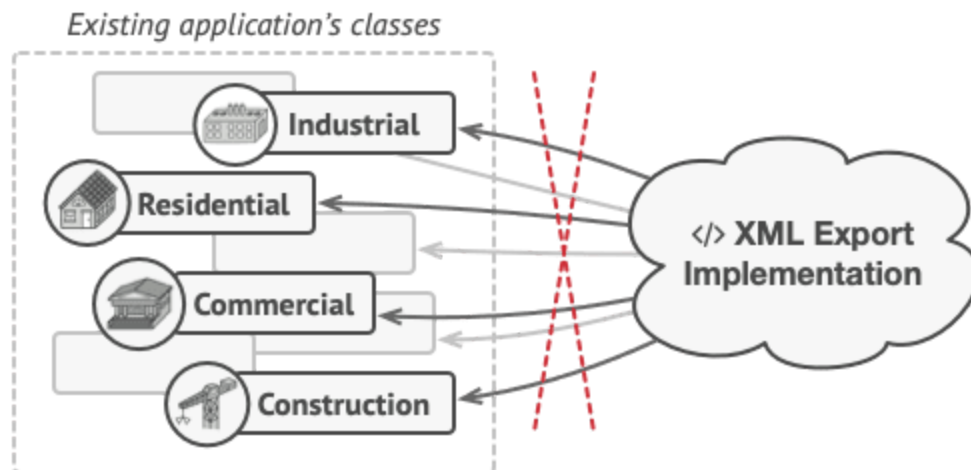 Existing application's classes
Industrial
Residential
Commercial
Construction
</> XML Export
Implementation